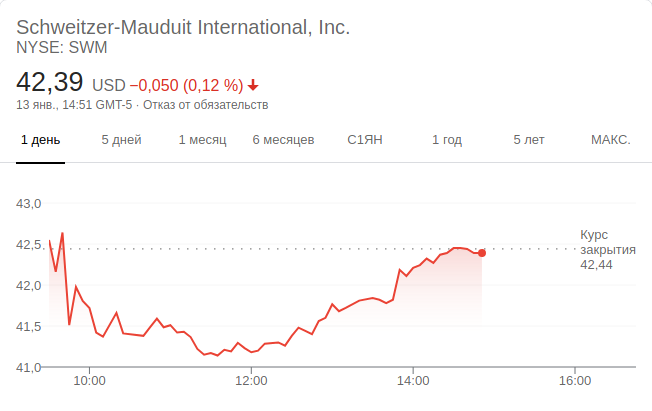 Schweitzer-Mauduit International, Inc.
NYSE: SWM
42,39 USD −0,050 (0,12 %)
13 янв., 14:51 GMT-5 · Отказ от обязательств
1 день 5 дней 1 месяц 6 месяцев С1ЯН 1 год 5 лет МАКС.
43,0
42,5
42,0
41,5
41,0
Курс
закрытия
42,44
10:00 12:00 14:00 16:00